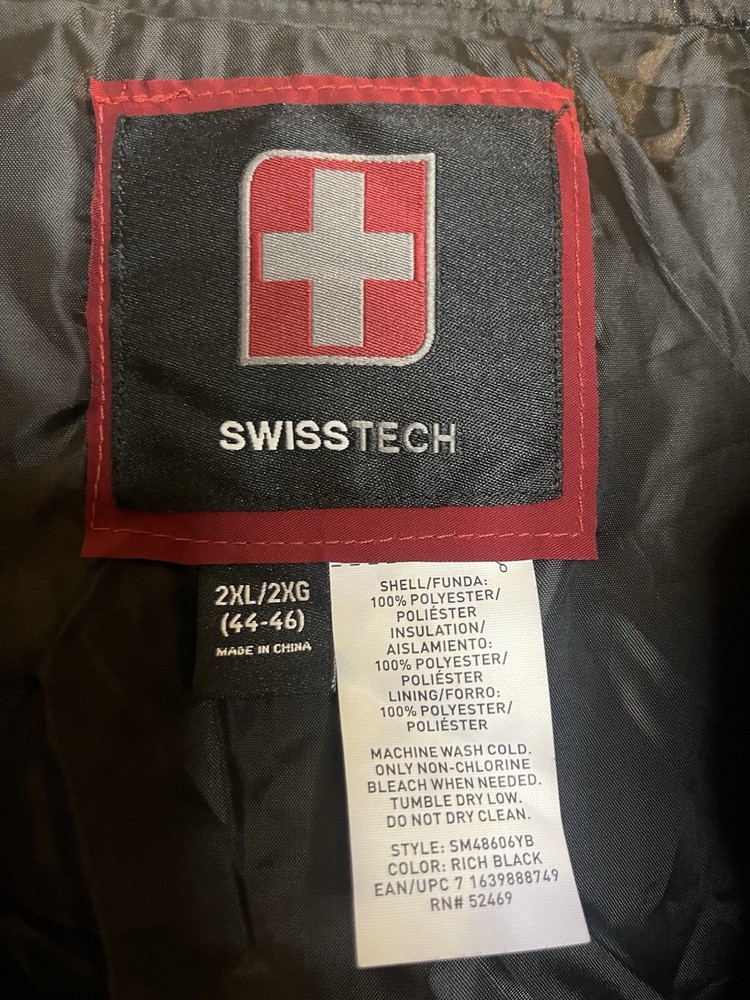 SWISSTECH
2XL/2XG
(44-46)
MADE IN CHINA
SHELL/FUNDA:
100% POLYESTER/
POLIÉSTER
INSULATION/
AISLAMIENTO:
100% POLYESTER/
POLIÉSTER
LINING/FORRO:
100% POLYESTER/
POLIÉSTER
MACHINE WASH COLD.
ONLY NON-CHLORINE
BLEACH WHEN NEEDED.
TUMBLE DRY LOW.
DO NOT DRY CLEAN.
STYLE: SM48606YB
COLOR: RICH BLACK
EAN/UPC 7 1639888749
RN# 52469